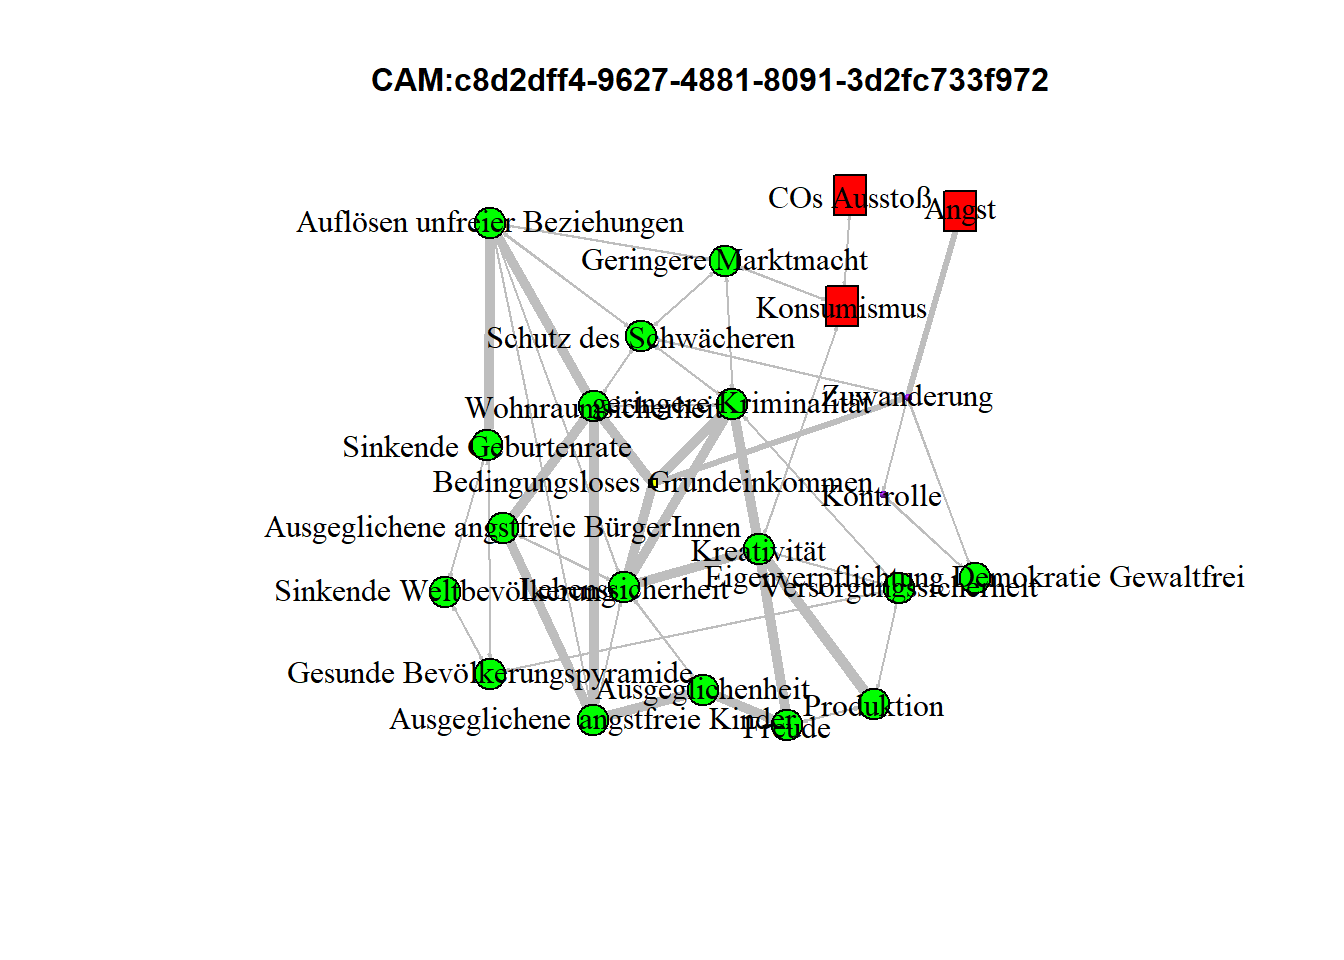 CAM:c8d2dff4-9627-4881-8091-3d2fc733f972
COs Ausstoß
Angst
Auflösen unfreier Beziehungen
Geringere Marktmacht
Konsumismus
Schutz des Schwächeren
Zuwanderung
Wohnraumsicherheit
geringere Kriminalität
Sinkende Geburtenrate
Bedingungsloses Grundeinkommen
Kontrolle
Ausgeglichene angstfreie BürgerInnen
Kreativität
Eigenverpflichtung Demokratie Gewaltfrei
Versorgungssicherheit
Sinkende Weltbevölkerung
Lebenssicherheit
Gesunde Bevölkerungspyramide
Ausgeglichenheit
Produktion
Ausgeglichene angstfreie Kinder
Freude